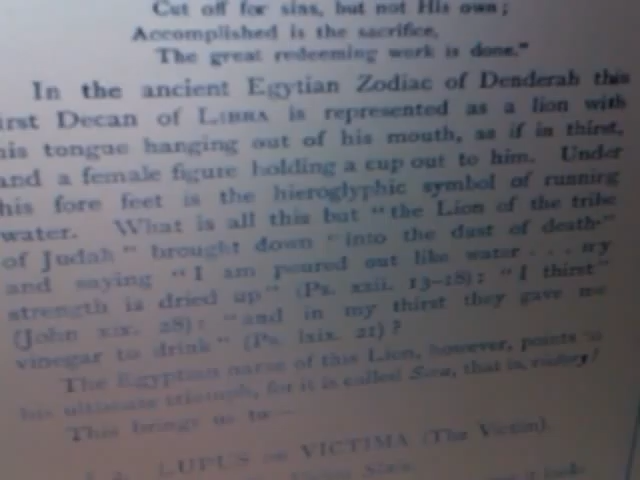 Cut off for sins, but not His own;
Accomplished is the sacrifice,
The great redeeming work is done."
In the ancient Egytian Zodiac of Denderah this
irst Decan of LIBRA is represented as a lion with
his tongue hanging out of his mouth, as if in thirst,
and a female figure holding a cup out to him. Under
his fore feet is the hieroglyphic symbol of running
water. What is all this but "the Lion of the tribe
of Judah" brought down "into the dust of death"
and saying "I am poured out like water . . . my
strength is dried up" (Ps. xxii. 13-18): "I thirst"
(John xix. 28): "and in my thirst they gave me
vinegar to drink" (Ps. lxix. 21)?
The Egyptian name of this Lion, however, points to
his ultimate triumph, for it is called Sera, that is, victory!
This brings us to—
LUPUS or VICTIMA (The Victim).